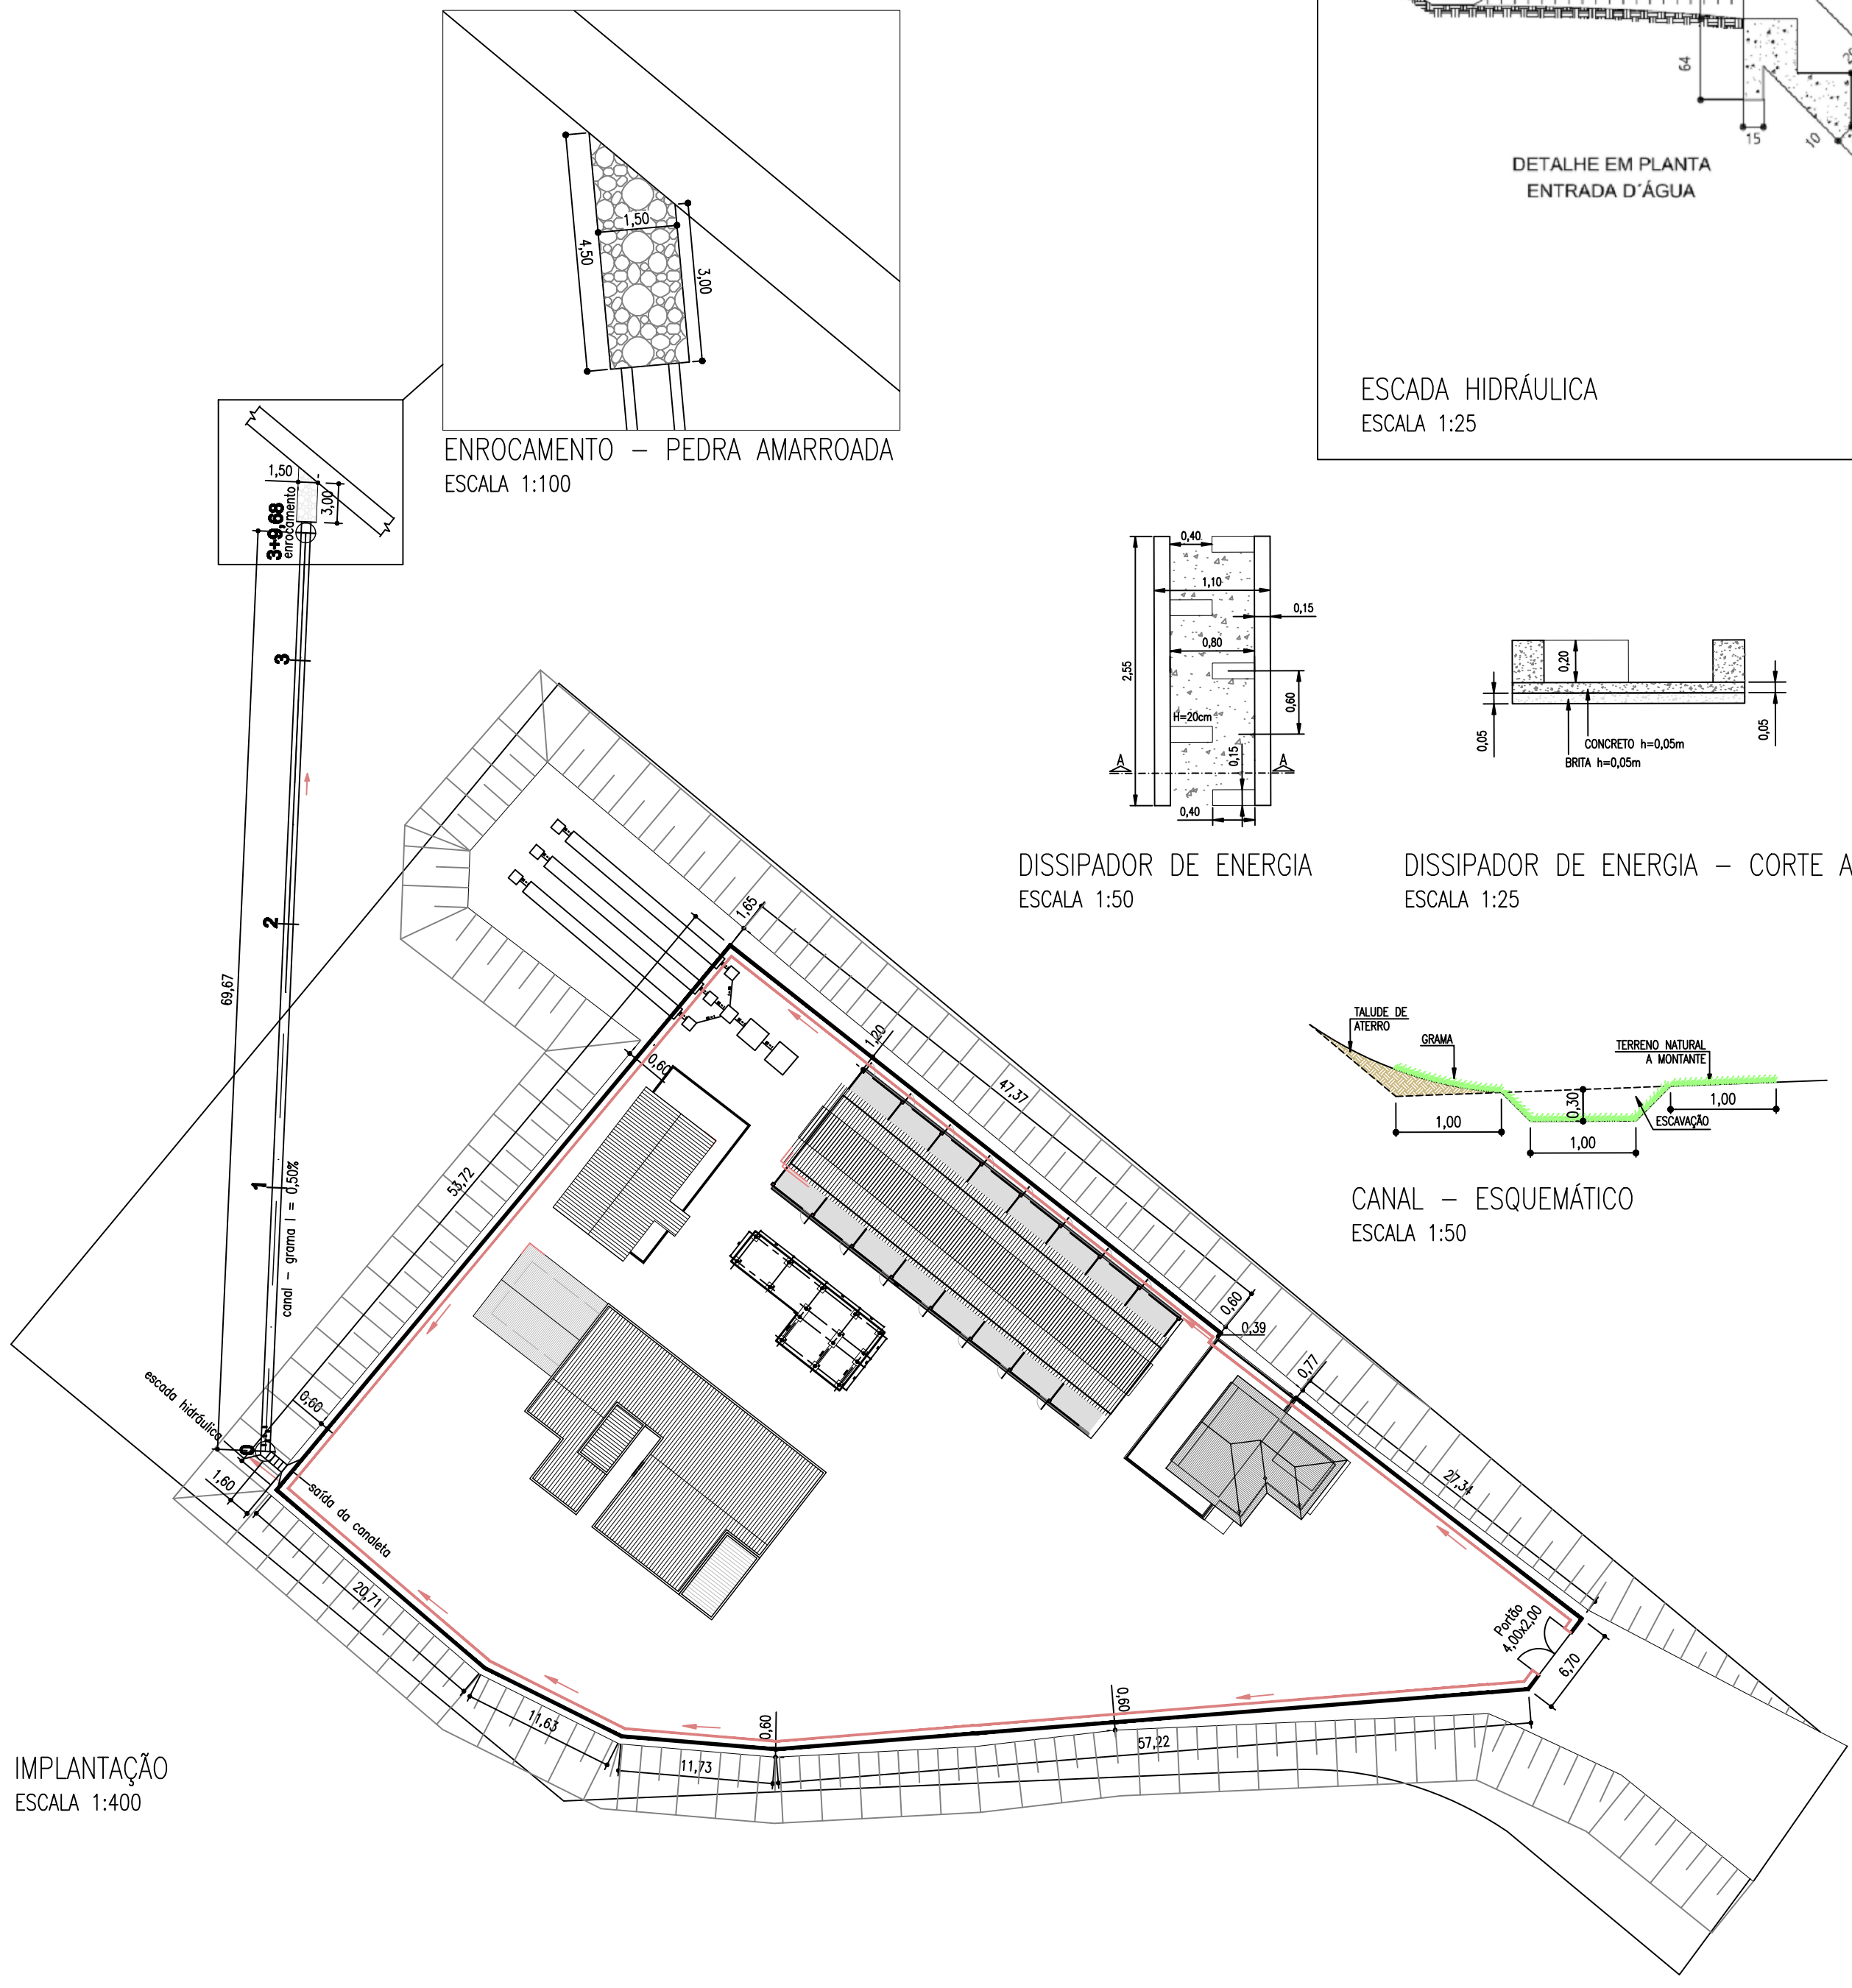 64
15
10
DETALHE EM PLANTA
ENTRADA D´ÁGUA
ESCADA HIDRÁULICA
ESCALA 1:25
1,50
4,50
3,00
ENROCAMENTO – PEDRA AMARROADA
ESCALA 1:100
1,50
3,00
3+9,68
enrocamento
3
2
1
0
69,67
canal - grama I = 0,50%
escada hidráulica
saída da canaleta
0,40
1,10
0,15
0,80
2,55
0,60
H=20cm
0,15
A
A
0,40
DISSIPADOR DE ENERGIA
ESCALA 1:50
0,20
0,05
0,05
CONCRETO h=0,05m
BRITA h=0,05m
DISSIPADOR DE ENERGIA – CORTE A
ESCALA 1:25
TALUDE DE
ATERRO
GRAMA
TERRENO NATURAL
A MONTANTE
0,30
ESCAVAÇÃO
1,00
1,00
1,00
CANAL – ESQUEMÁTICO
ESCALA 1:50
1,65
1,20
47,37
0,60
53,72
0,60
0,39
0,77
27,34
0,60
1,60
20,71
11,63
11,73
0,60
0,60
57,22
Portão
4,00x2,00
6,70
IMPLANTAÇÃO
ESCALA 1:400